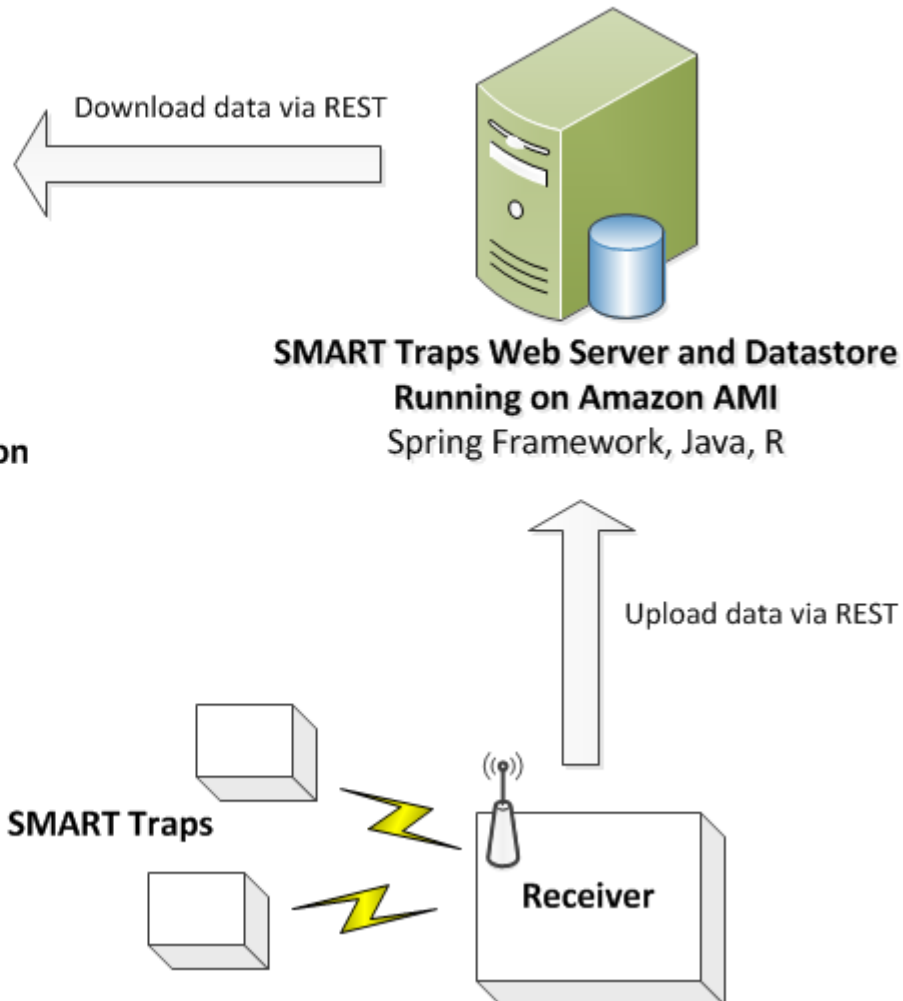 Download data via REST
SMART Traps Web Server and Datastore
Running on Amazon AMI
Spring Framework, Java, R
Upload data via REST
SMART Traps
Receiver